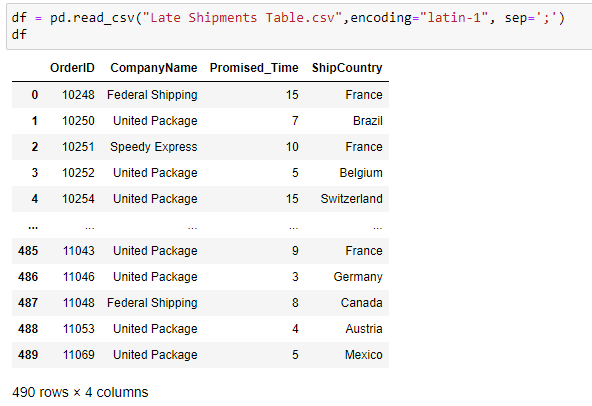 df = pd.read_csv("Late Shipments Table.csv",encoding="latin-1", sep=';')
df
OrderID CompanyName Promised_Time ShipCountry
0 10248 Federal Shipping 15 France
1 10250 United Package 7 Brazil
2 10251 Speedy Express 10 France
3 10252 United Package 5 Belgium
4 10254 United Package 15 Switzerland
... ... ... ... ...
485 11043 United Package 9 France
486 11046 United Package 3 Germany
487 11048 Federal Shipping 8 Canada
488 11053 United Package 4 Austria
489 11069 United Package 5 Mexico
490 rows × 4 columns